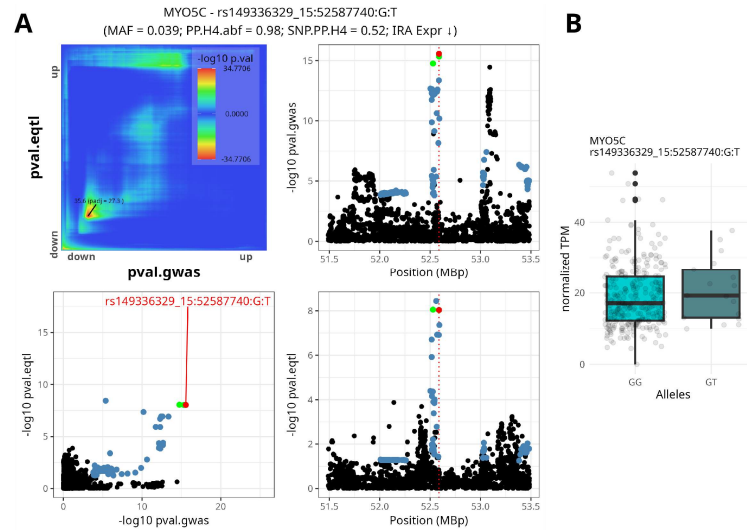 A
B
MYO5C - rs149336329_15:52587740:G:T
(MAF = 0.039; PP.H4.abf = 0.98; SNP.PP.H4 = 0.52; IRA Expr ↓)
up
pval.eqtl
down
-log10 p.val
34.7706
0.0000
-34.7706
down
up
pval.gwas
-log10 pval.gwas
15
10
5
0
51.5
52.0
52.5
53.0
53.5
Position (MBp)
MYO5C
rs149336329_15:52587740:G:T
normalized TPM
40
20
0
GG
GT
Alleles
rs149336329_15:52587740:G:T
-log10 pval.eqtl
15
10
5
0
0
10
20
-log10 pval.gwas
-log10 pval.eqtl
8
6
4
2
0
51.5
52.0
52.5
53.0
53.5
Position (MBp)